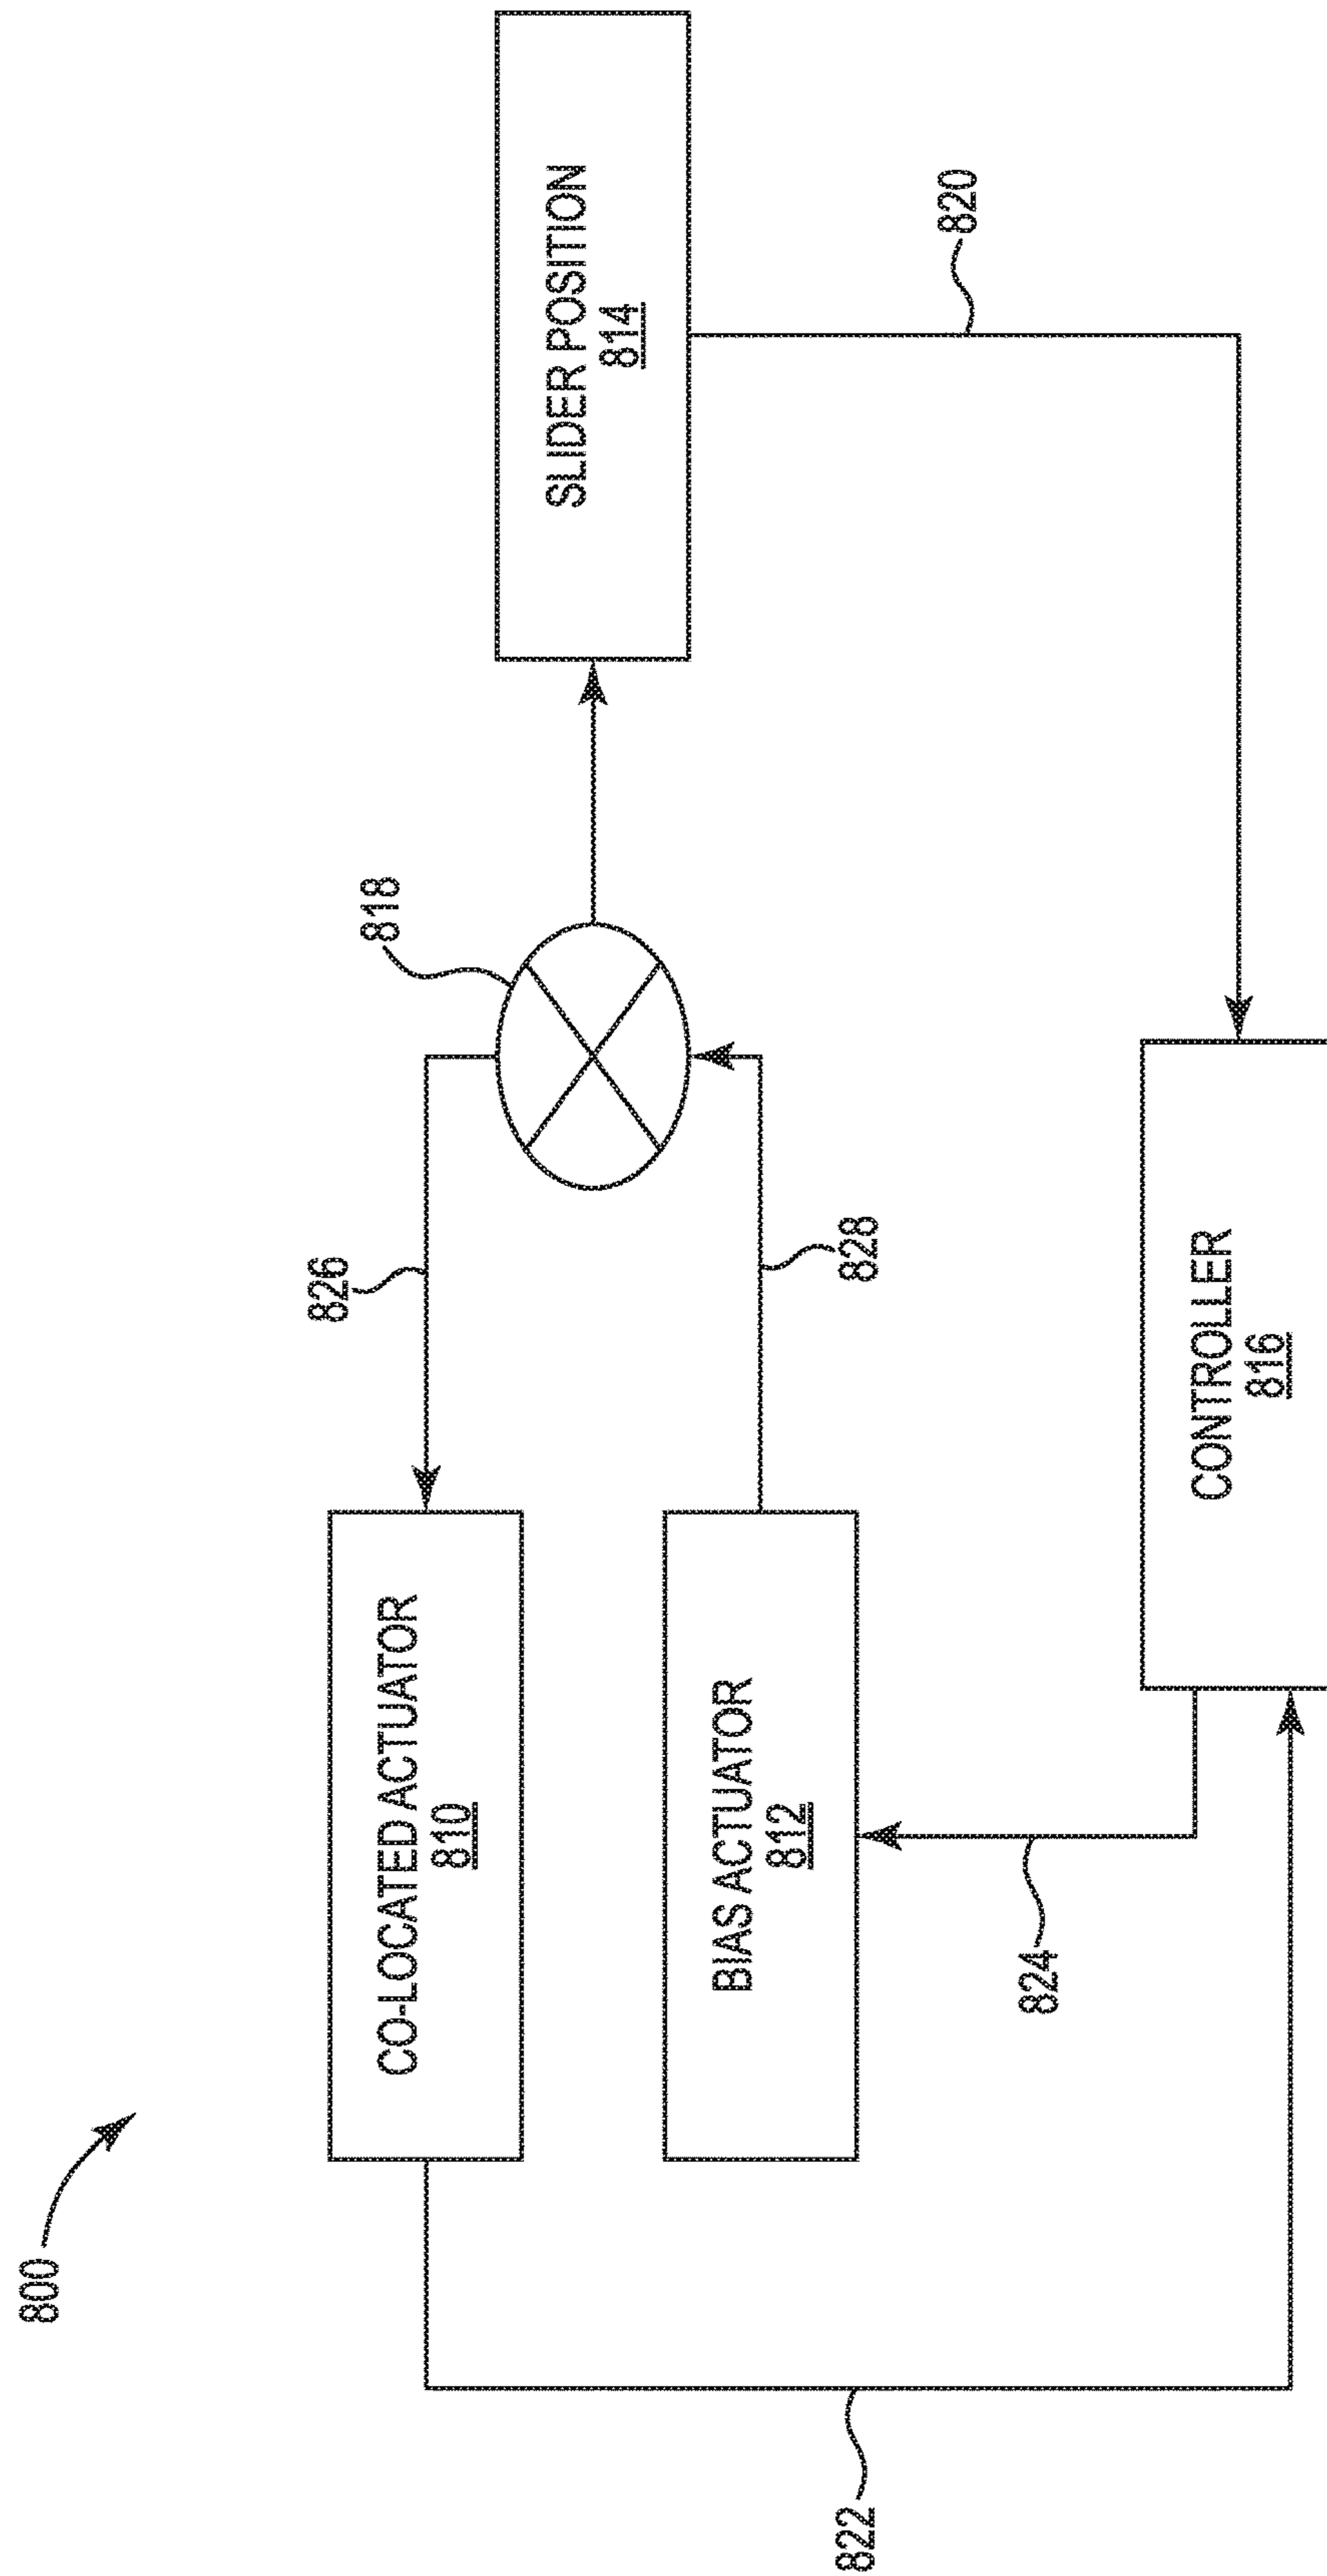 800
CO-LOCATED ACTUATOR
810
826
818
SLIDER POSITION
814
BIAS ACTUATOR
812
828
820
822
824
CONTROLLER
816